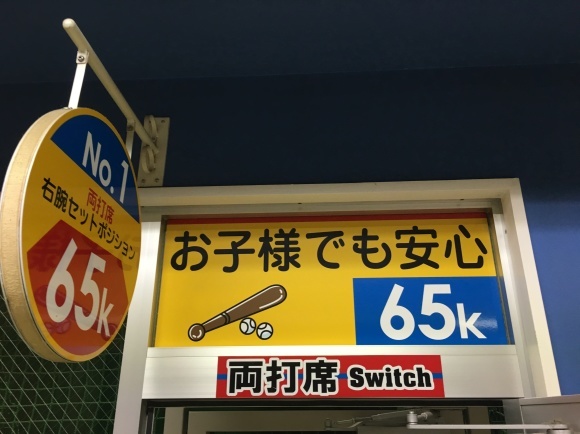 No.1
両打席
右腕セットポジション
65k
お子様でも安心
65k
両打席 Switch